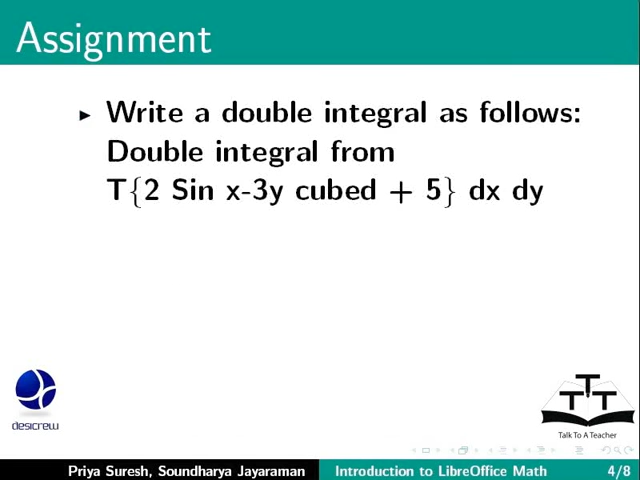 Assignment
Write a double integral as follows:
Double integral from
T{2 Sin x-3y cubed + 5} dx dy
desicrew
T T T
Talk To A Teacher
Priya Suresh, Soundharya Jayaraman
Introduction to LibreOffice Math
4/8